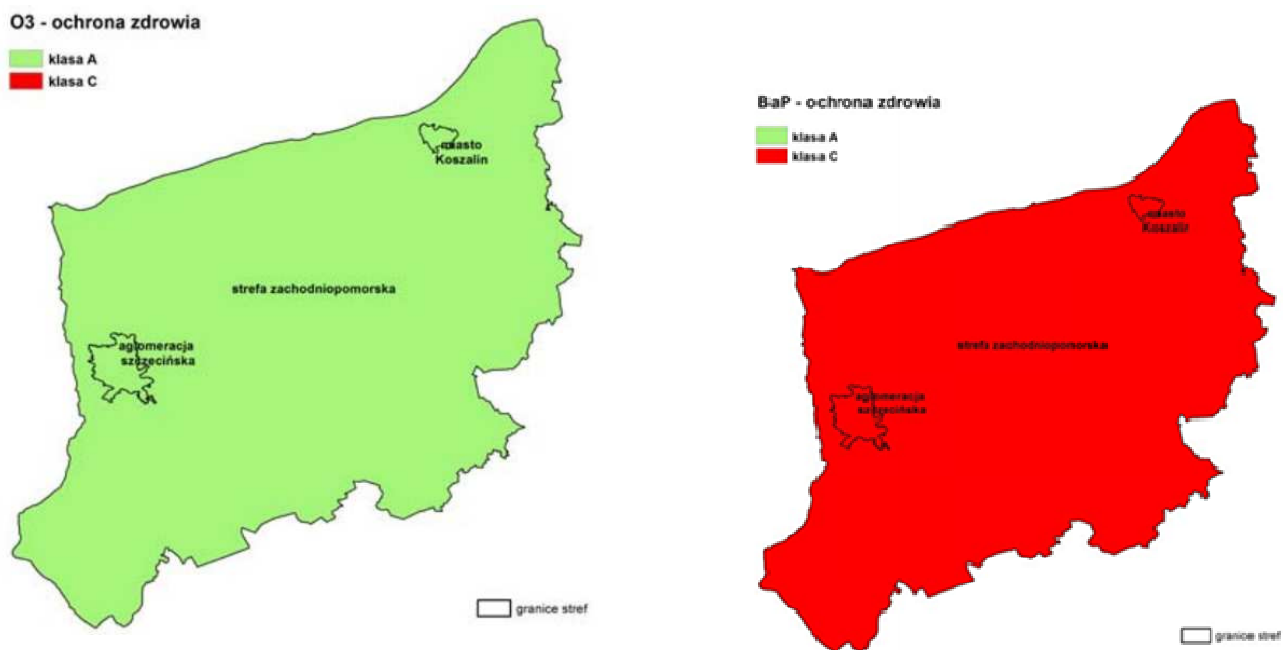 O3 - ochrona zdrowia
klasa A
klasa C
miasto
Koszalin
strefa zachodniopomorska
aglomeracja
szczecińska
granice stref
BaP - ochrona zdrowia
klasa A
klasa C
miasto
Koszalin
strefa zachodniopomorska
aglomeracja
szczecińska
granice stref